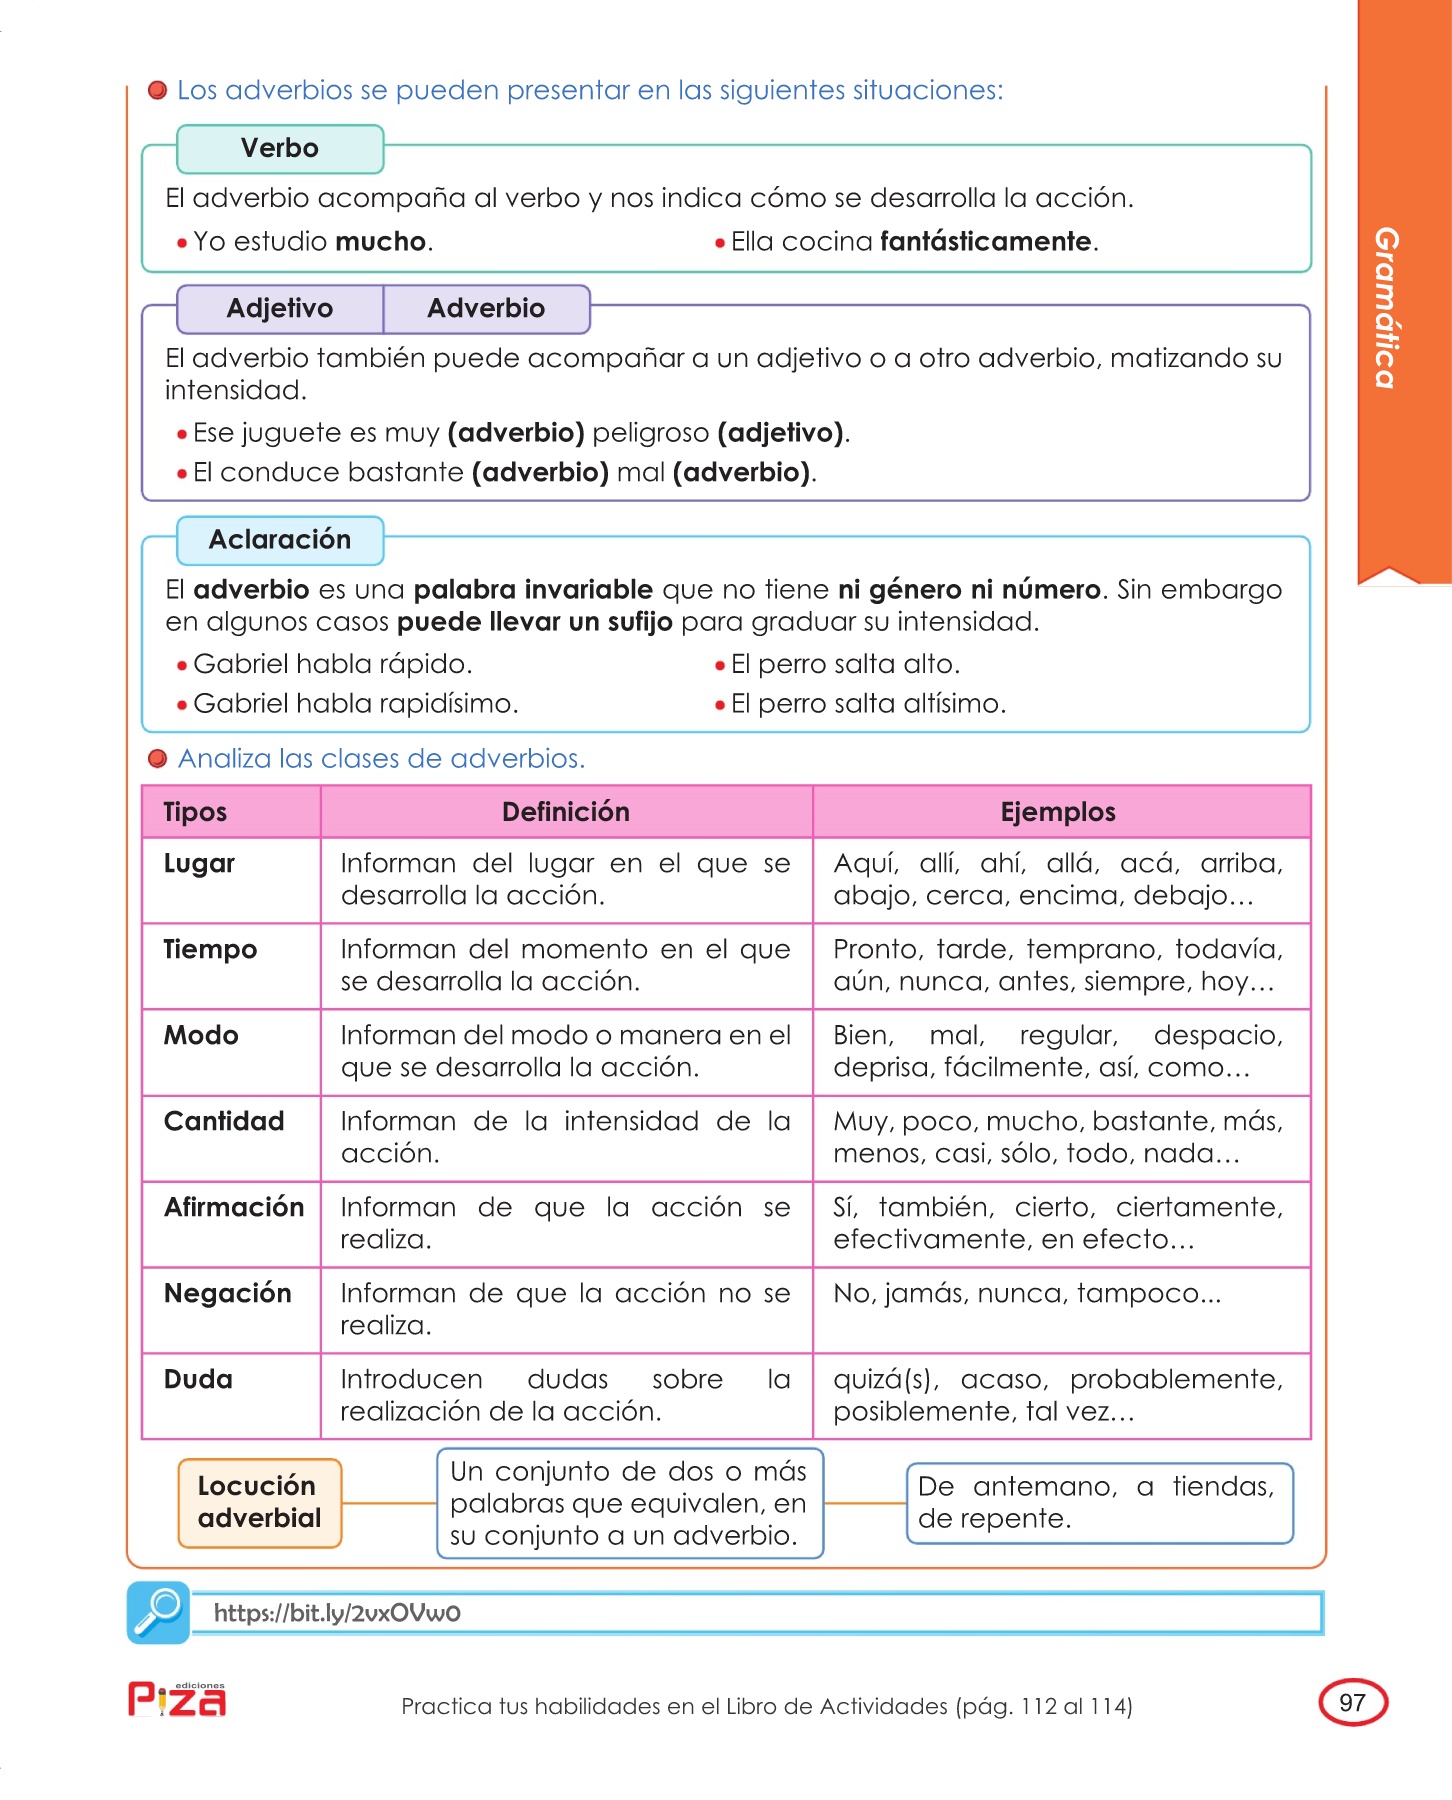 Los adverbios se pueden presentar en las siguientes situaciones:
Verbo
El adverbio acompaña al verbo y nos indica cómo se desarrolla la acción.
• Yo estudio mucho.
• Ella cocina fantásticamente.
Adjetivo
Adverbio
El adverbio también puede acompañar a un adjetivo o a otro adverbio, matizando su
intensidad.
• Ese juguete es muy (adverbio) peligroso (adjetivo).
• El conduce bastante (adverbio) mal (adverbio).
Aclaración
El adverbio es una palabra invariable que no tiene ni género ni número. Sin embargo
en algunos casos puede llevar un sufijo para graduar su intensidad.
• Gabriel habla rápido.
• El perro salta alto.
• Gabriel habla rapidísimo.
• El perro salta altísimo.
Analiza las clases de adverbios.
Tipos
Definición
Ejemplos
Lugar
Informan del lugar en el que se
desarrolla la acción.
Aquí, allí, ahí, allá, acá, arriba,
abajo, cerca, encima, debajo...
Tiempo
Informan del momento en el que
se desarrolla la acción.
Pronto, tarde, temprano, todavía,
aún, nunca, antes, siempre, hoy...
Modo
Informan del modo o manera en el
que se desarrolla la acción.
Bien, mal, regular, despacio,
deprisa, fácilmente, así, como...
Cantidad
Informan de la intensidad de la
acción.
Muy, poco, mucho, bastante, más,
menos, casi, sólo, todo, nada...
Afirmación
Informan de que la acción se
realiza.
Sí, también, cierto, ciertamente,
efectivamente, en efecto...
Negación
Informan de que la acción no se
realiza.
No, jamás, nunca, tampoco...
Duda
Introducen dudas sobre la
realización de la acción.
quizá(s), acaso, probablemente,
posiblemente, tal vez...
Locución
adverbial
Un conjunto de dos o más
palabras que equivalen, en
su conjunto a un adverbio.
De antemano, a tiendas,
de repente.
https://bit.ly/2vxOVw0
ediciones
Piza
Practica tus habilidades en el Libro de Actividades (pág. 112 al 114)
97
Gramática